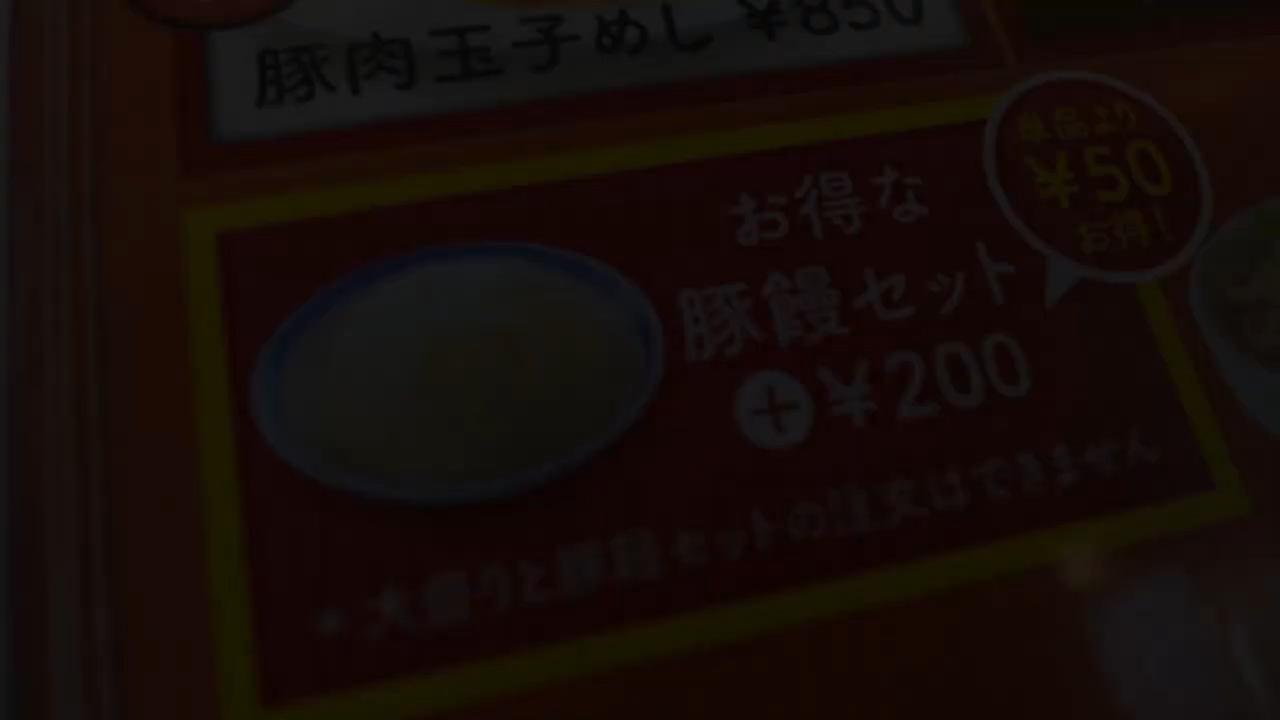 豚肉玉子めし ¥850
単品より
¥50
お得!
お得な
豚饅セット
+¥200
* 大盛りと豚饅セットの注文はできません